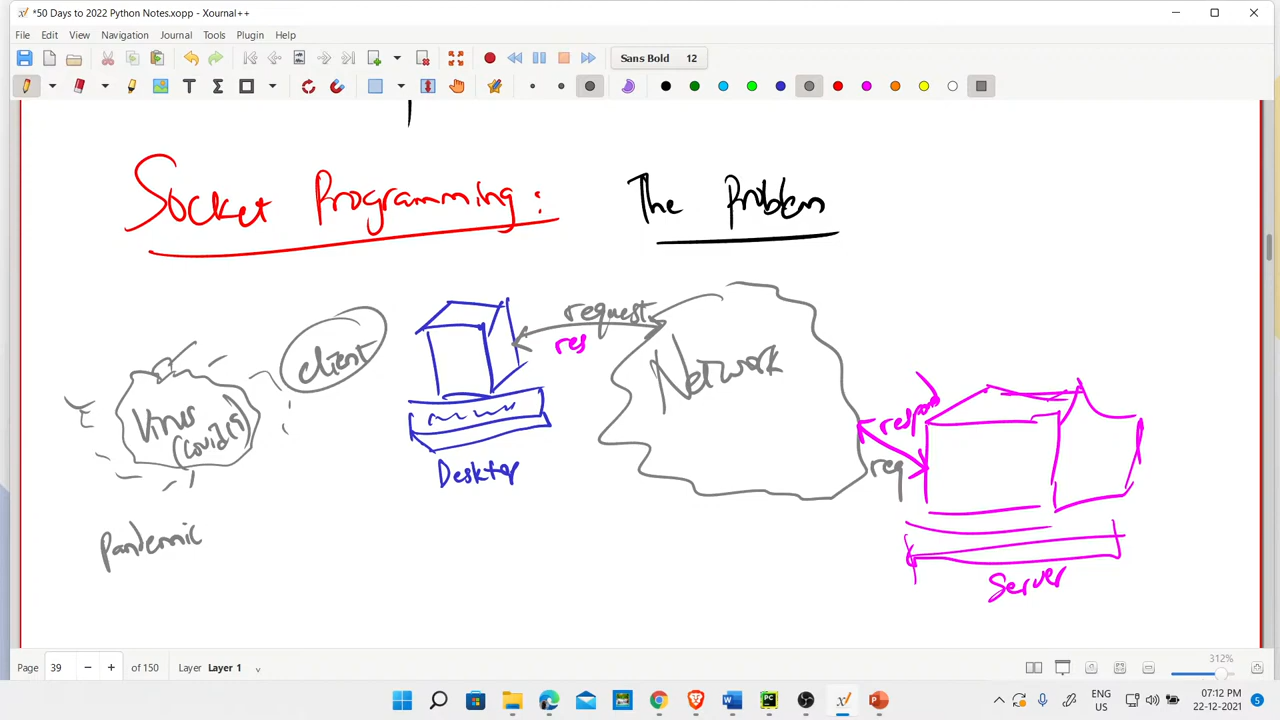 *50 Days to 2022 Python Notes.xopp - Xournal++
File Edit View Navigation Journal Tools Plugin Help
Sans Bold 12
Socket Programming: The Problem
client
request
res
Network
Virus
(Covid19)
respond
req
Desktop
pandemic
Server
Page 39 of 150 Layer Layer 1
312%
ENG
US
07:12 PM
22-12-2021
5